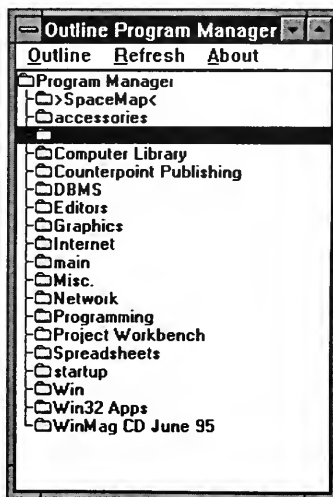 Outline Program Manager
Outline Refresh About
Program Manager
>SpaceMap<
accessories
Computer Library
Counterpoint Publishing
DBMS
Editors
Graphics
Internet
main
Misc.
Network
Programming
Project Workbench
Spreadsheets
startup
Win
Win32 Apps
WinMag CD June 95